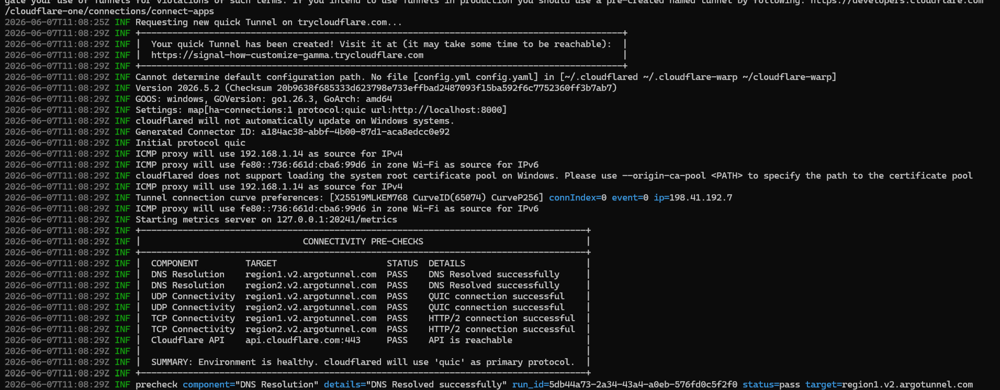 gate your use of Tunnels for violations of such terms. If you intend to use Tunnels in production you should use a pre-created named tunnel by following: https://developers.cloudflare.com
/cloudflare-one/connections/connect-apps
2026-06-07T11:08:25Z INF Requesting new quick Tunnel on trycloudflare.com...
2026-06-07T11:08:29Z INF +--------------------------------------------------------------------------------------------+
2026-06-07T11:08:29Z INF |  Your quick Tunnel has been created! Visit it at (it may take some time to be reachable):  |
2026-06-07T11:08:29Z INF |  https://signal-how-customize-gamma.trycloudflare.com                                      |
2026-06-07T11:08:29Z INF +--------------------------------------------------------------------------------------------+
2026-06-07T11:08:29Z INF Cannot determine default configuration path. No file [config.yml config.yaml] in [~/.cloudflared ~/.cloudflare-warp ~/cloudflare-warp]
2026-06-07T11:08:29Z INF Version 2026.5.2 (Checksum 20b9638f685333d623798e733effbad2487093f15ba592f6c7752360ff3b7ab7)
2026-06-07T11:08:29Z INF GOOS: windows, GOVersion: go1.26.3, GoArch: amd64
2026-06-07T11:08:29Z INF Settings: map[ha-connections:1 protocol:quic url:http://localhost:8000]
2026-06-07T11:08:29Z INF cloudflared will not automatically update on Windows systems.
2026-06-07T11:08:29Z INF Generated Connector ID: a184ac38-abbf-4b00-87d1-aca8edcc0e92
2026-06-07T11:08:29Z INF Initial protocol quic
2026-06-07T11:08:29Z INF ICMP proxy will use 192.168.1.14 as source for IPv4
2026-06-07T11:08:29Z INF ICMP proxy will use fe80::736:661d:cba6:99d6 in zone Wi-Fi as source for IPv6
2026-06-07T11:08:29Z INF cloudflared does not support loading the system root certificate pool on Windows. Please use --origin-ca-pool <PATH> to specify the path to the certificate pool
2026-06-07T11:08:29Z INF ICMP proxy will use 192.168.1.14 as source for IPv4
2026-06-07T11:08:29Z INF Tunnel connection curve preferences: [X25519MLKEM768 CurveID(65074) CurveP256] connIndex=0 event=0 ip=198.41.192.7
2026-06-07T11:08:29Z INF ICMP proxy will use fe80::736:661d:cba6:99d6 in zone Wi-Fi as source for IPv6
2026-06-07T11:08:29Z INF Starting metrics server on 127.0.0.1:20241/metrics
2026-06-07T11:08:29Z INF +-------------------------------------------------------------------------------------+
2026-06-07T11:08:29Z INF |                               CONNECTIVITY PRE-CHECKS                               |
2026-06-07T11:08:29Z INF +-------------------------------------------------------------------------------------+
2026-06-07T11:08:29Z INF |  COMPONENT         TARGET                     STATUS  DETAILS                       |
2026-06-07T11:08:29Z INF |  DNS Resolution    region1.v2.argotunnel.com  PASS    DNS Resolved successfully     |
2026-06-07T11:08:29Z INF |  DNS Resolution    region2.v2.argotunnel.com  PASS    DNS Resolved successfully     |
2026-06-07T11:08:29Z INF |  UDP Connectivity  region1.v2.argotunnel.com  PASS    QUIC connection successful    |
2026-06-07T11:08:29Z INF |  UDP Connectivity  region2.v2.argotunnel.com  PASS    QUIC connection successful    |
2026-06-07T11:08:29Z INF |  TCP Connectivity  region1.v2.argotunnel.com  PASS    HTTP/2 connection successful  |
2026-06-07T11:08:29Z INF |  TCP Connectivity  region2.v2.argotunnel.com  PASS    HTTP/2 connection successful  |
2026-06-07T11:08:29Z INF |  Cloudflare API    api.cloudflare.com:443     PASS    API is reachable              |
2026-06-07T11:08:29Z INF |                                                                                     |
2026-06-07T11:08:29Z INF |  SUMMARY: Environment is healthy. cloudflared will use 'quic' as primary protocol.  |
2026-06-07T11:08:29Z INF +-------------------------------------------------------------------------------------+
2026-06-07T11:08:29Z INF precheck component="DNS Resolution" details="DNS Resolved successfully" run_id=5db44a73-2a34-43a4-a0eb-576fd0c5f2f0 status=pass target=region1.v2.argotunnel.com